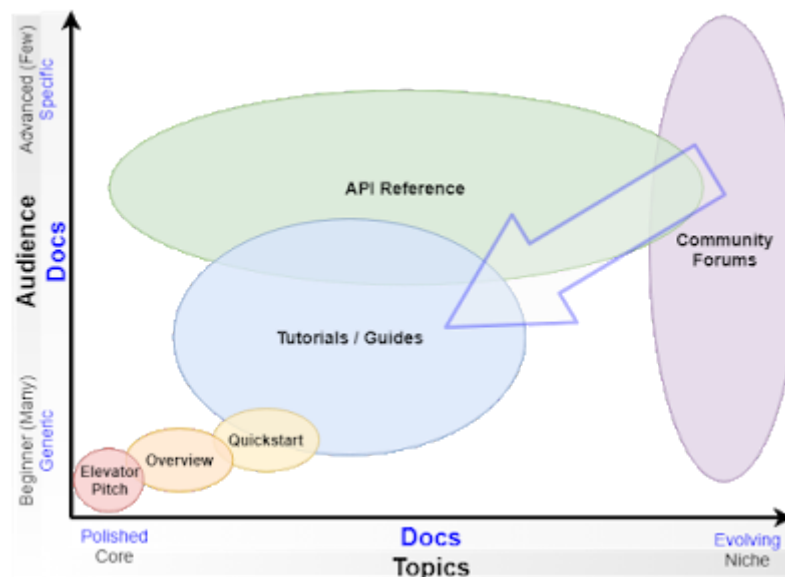 Advanced (Few)
Specific
Audience
Docs
Beginner (Many)
Generic
API Reference
Community
Forums
Tutorials / Guides
Quickstart
Overview
Elevator
Pitch
Polished
Core
Docs
Topics
Evolving
Niche